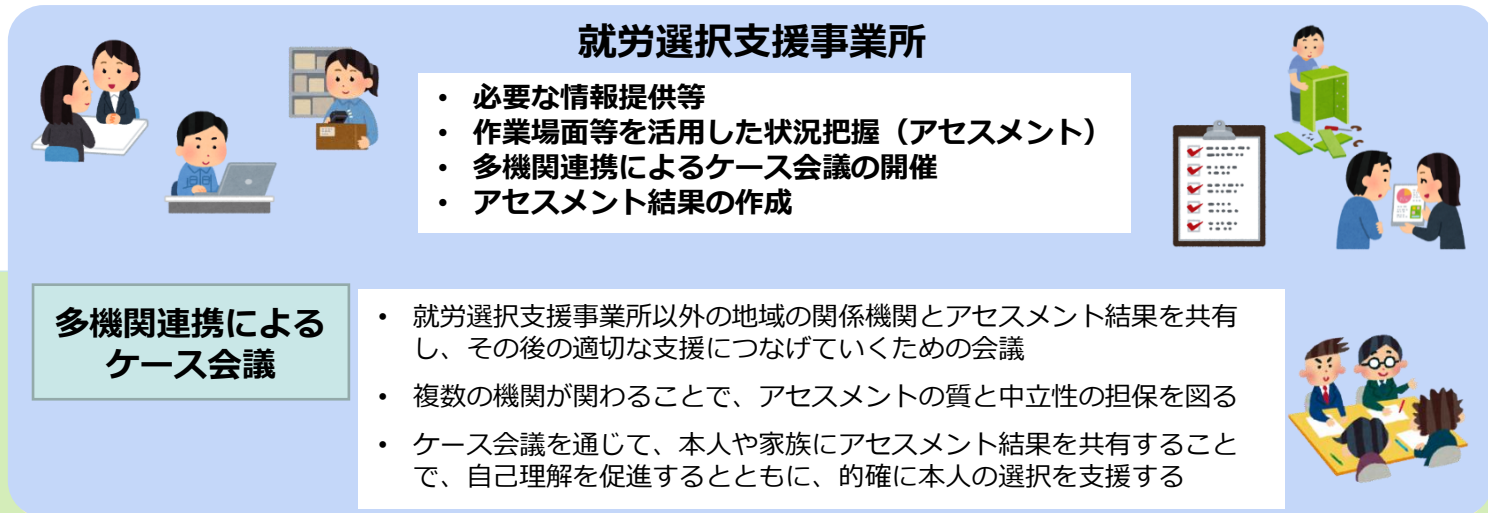 就労選択支援事業所
• 必要な情報提供等
• 作業場面等を活用した状況把握（アセスメント）
• 多機関連携によるケース会議の開催
• アセスメント結果の作成
多機関連携による
ケース会議
• 就労選択支援事業所以外の地域の関係機関とアセスメント結果を共有
し、その後の適切な支援につなげていくための会議
• 複数の機関が関わることで、アセスメントの質と中立性の担保を図る
• ケース会議を通じて、本人や家族にアセスメント結果を共有すること
で、自己理解を促進するとともに、的確に本人の選択を支援する